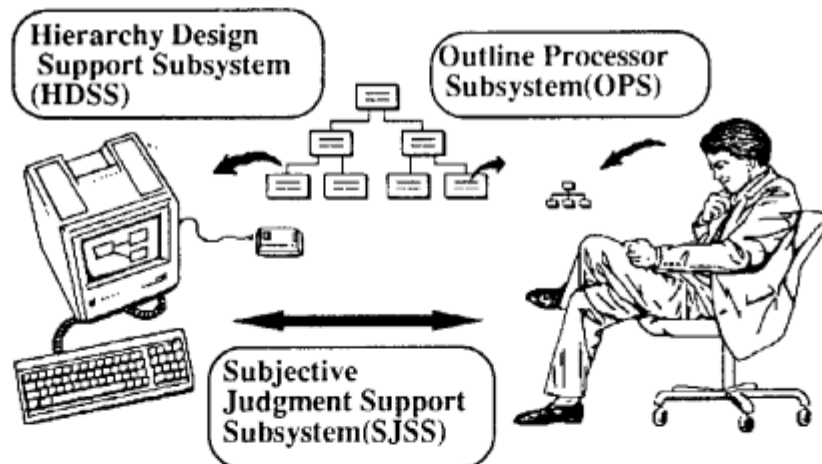 Hierarchy Design
Support Subsystem
(HDSS)
Outline Processor
Subsystem(OPS)
Subjective
Judgment Support
Subsystem(SJSS)